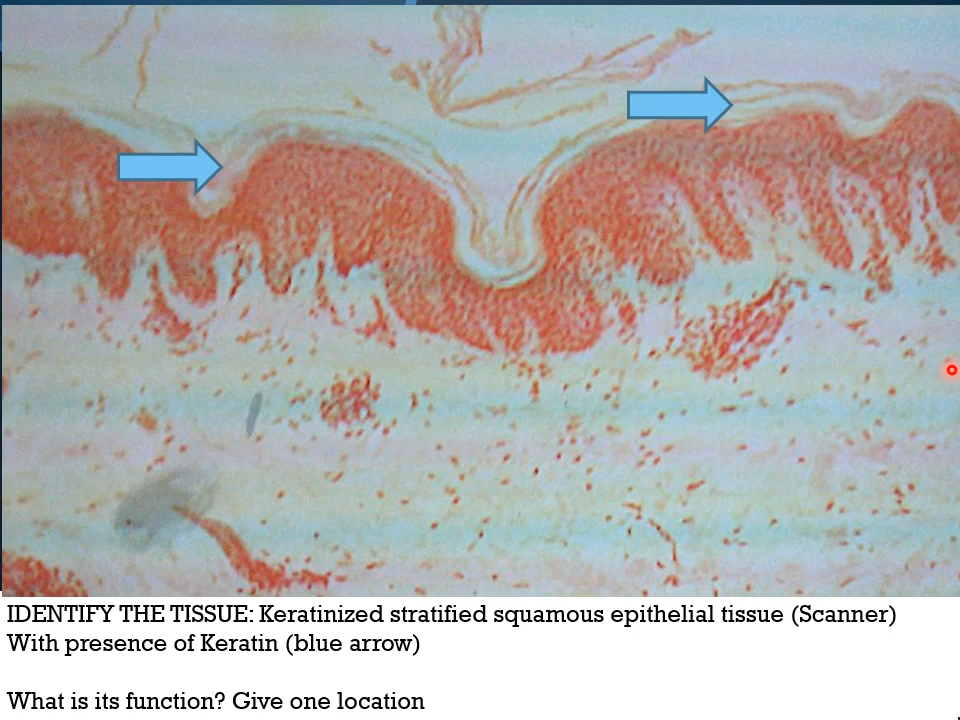 IDENTIFY THE TISSUE: Keratinized stratified squamous epithelial tissue (Scanner)
With presence of Keratin (blue arrow)
What is its function? Give one location